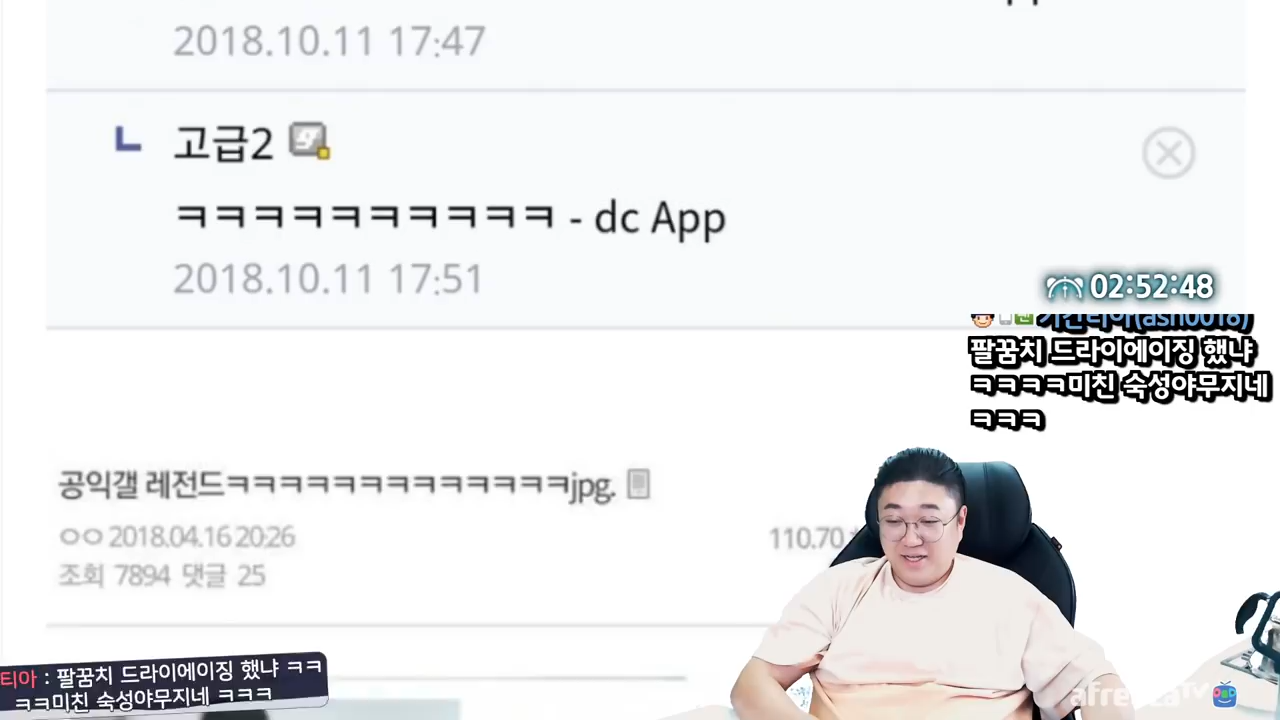 2018.10.11 17:47
고급2
ㅋㅋㅋㅋㅋㅋㅋㅋㅋㅋ - dc App
2018.10.11 17:51
02:52:48
팔꿈치 드라이에이징 했냐
ㅋㅋㅋㅋ미친 숙성야무지네
ㅋㅋㅋ
공익갤 레전드ㅋㅋㅋㅋㅋㅋㅋㅋㅋㅋㅋㅋㅋjpg.
ㅇㅇ 2018.04.16 20:26
110.70
조회 7894 댓글 25
티아 : 팔꿈치 드라이에이징 했냐 ㅋㅋ
ㅋㅋ미친 숙성야무지네 ㅋㅋㅋ
afreecaTV